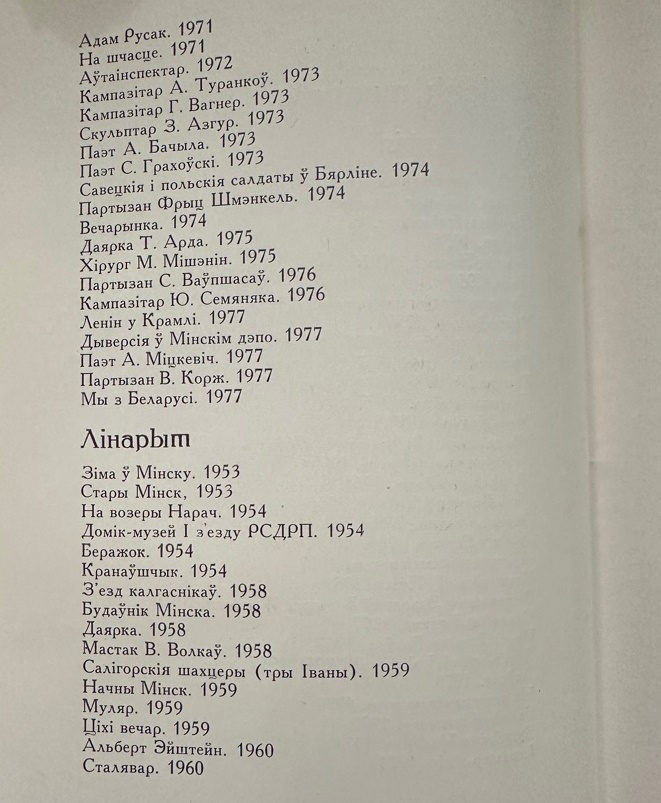 Адам Русак. 1971
На шчасце. 1971
Аўтаінспектар. 1972
Кампазітар А. Туранкоў. 1973
Кампазітар Г. Вагнер. 1973
Скульптар З. Азгур. 1973
Паэт А. Бачыла. 1973
Паэт С. Грахоўскі. 1973
Савецкія і польскія салдаты ў Бярліне. 1974
Партызан Фрыц Шмэнкель. 1974
Вечарынка. 1974
Даярка Т. Арда. 1975
Хірург М. Мішэнін. 1975
Партызан С. Ваўпшасаў. 1976
Кампазітар Ю. Семяняка. 1976
Ленін у Крамлі. 1977
Дыверсія ў Мінскім дэпо. 1977
Паэт А. Міцкевіч. 1977
Партызан В. Корж. 1977
Мы з Беларусі. 1977
Лінарыт
Зіма ў Мінску. 1953
Стары Мінск, 1953
На возеры Нарач. 1954
Домік-музей I з'езду РСДРП. 1954
Беражок. 1954
Кранаўшчык. 1954
З'езд калгаснікаў. 1958
Будаўнік Мінска. 1958
Даярка. 1958
Мастак В. Волкаў. 1958
Салігорскія шахцеры (тры Іваны). 1959
Начны Мінск. 1959
Муляр. 1959
Ціхі вечар. 1959
Альберт Эйштейн. 1960
Сталявар. 1960